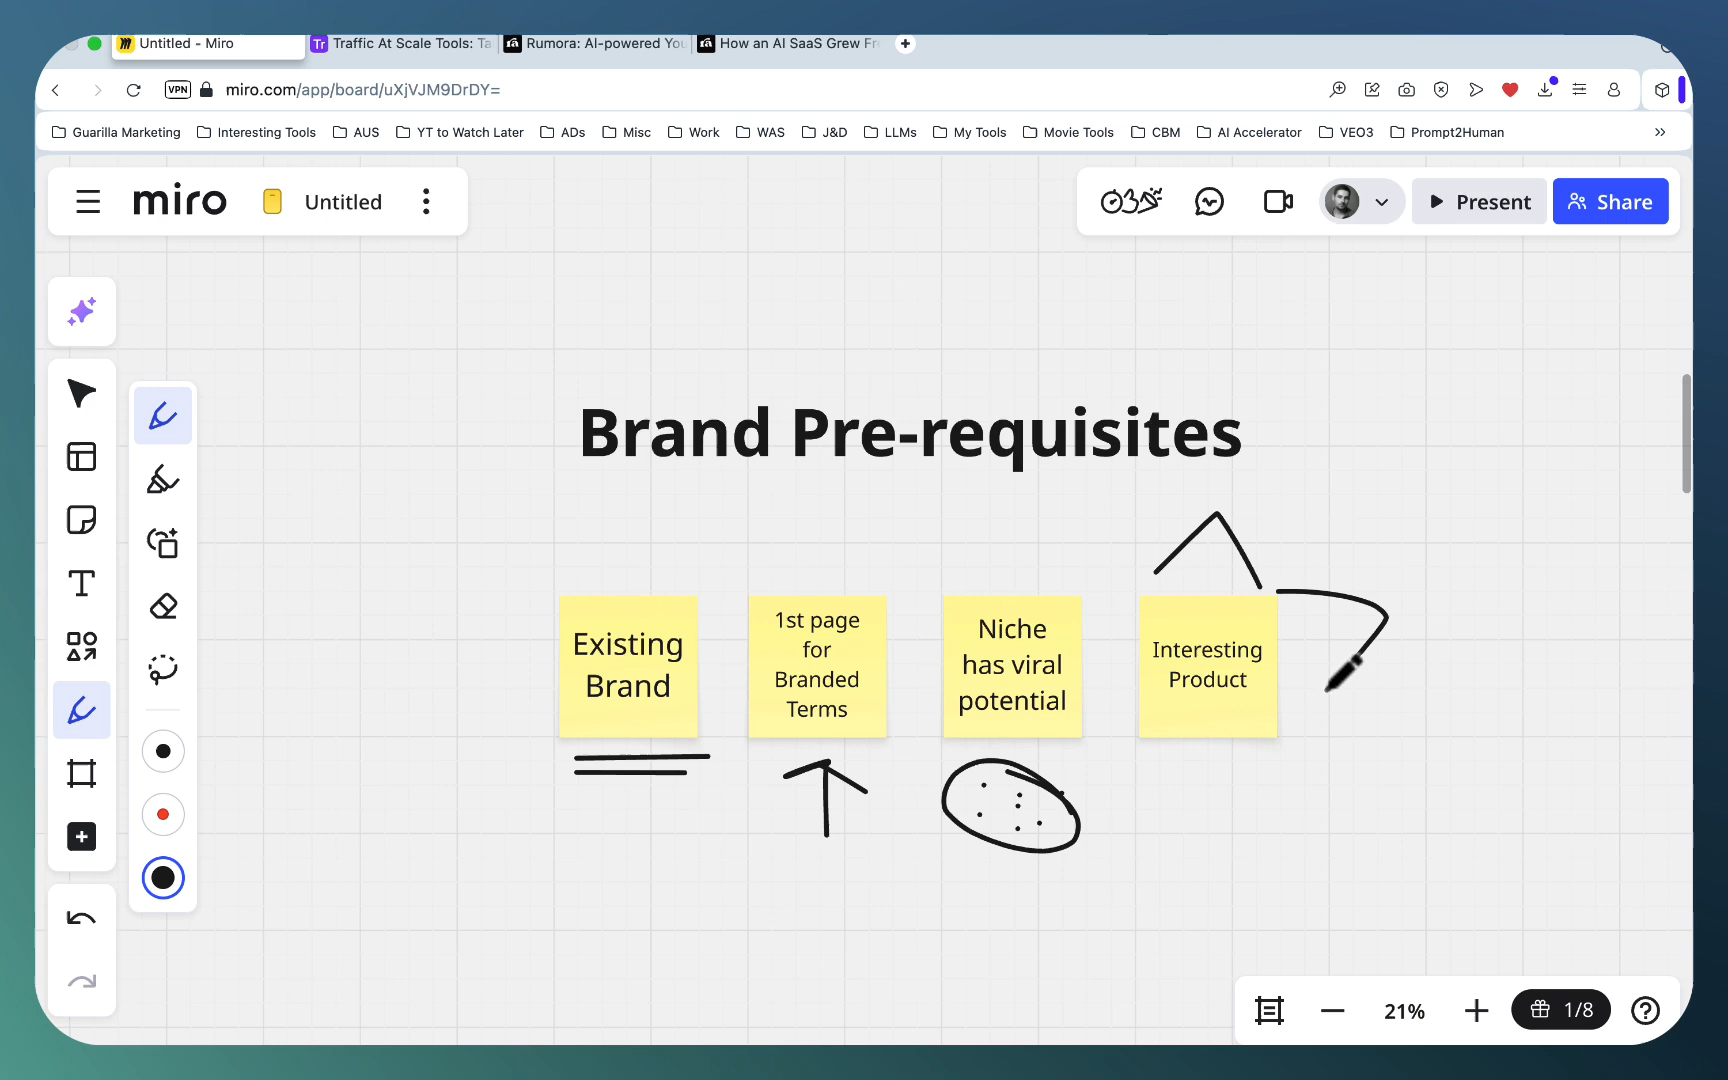 Untitled - Miro
Traffic At Scale Tools: Ta
Rumora: AI-powered You
How an AI SaaS Grew Fr
VPN
miro.com/app/board/uXjVJM9DrDY=
Guarilla Marketing
Interesting Tools
AUS
YT to Watch Later
ADs
Misc
Work
WAS
J&D
LLMs
My Tools
Movie Tools
CBM
AI Accelerator
VEO3
Prompt2Human
miro
Untitled
Present
Share
Brand Pre-requisites
Existing
Brand
1st page
for
Branded
Terms
Niche
has viral
potential
Interesting
Product
21%
1/8